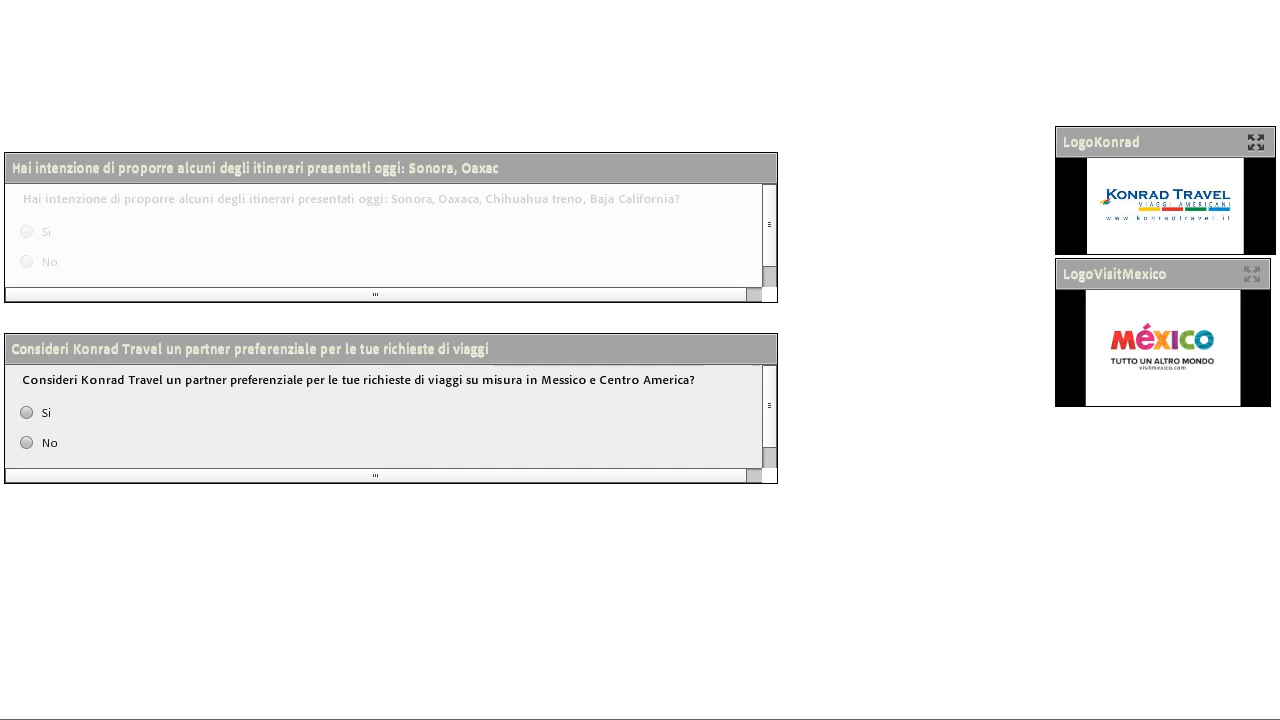 Hai intenzione di proporre alcuni degli itinerari presentati oggi: Sonora, Oaxac
Hai intenzione di proporre alcuni degli itinerari presentati oggi: Sonora, Oaxaca, Chihuahua treno, Baja California?
Si
No
Consideri Konrad Travel un partner preferenziale per le tue richieste di viaggi
Consideri Konrad Travel un partner preferenziale per le tue richieste di viaggi su misura in Messico e Centro America?
Si
No
LogoKonrad
KONRAD TRAVEL
VIAGGI AMERICANI
www.konradtravel.it
LogoVisitMexico
MéXICO
TUTTO UN ALTRO MONDO
visitmexico.com